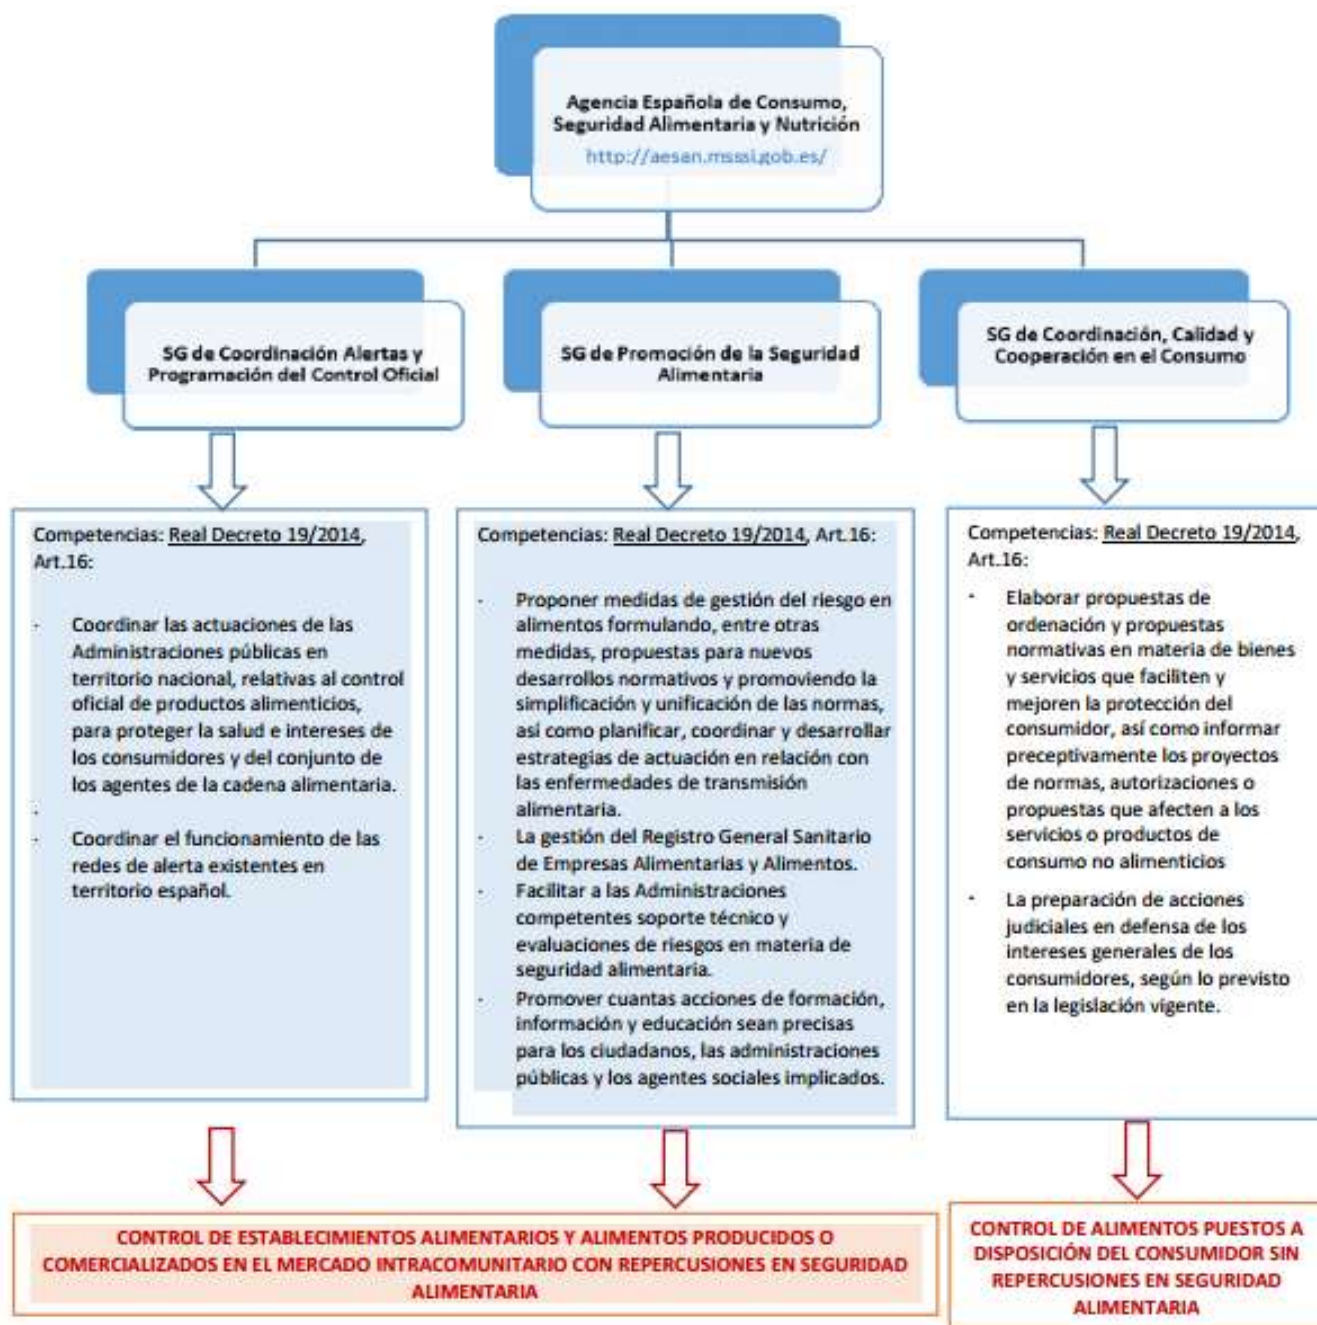 Agencia Española de Consumo,
Seguridad Alimentaria y Nutrición
http://aesan.msssi.gob.es/
SG de Coordinación Alertas y
Programación del Control Oficial
SG de Promoción de la Seguridad
Alimentaria
SG de Coordinación, Calidad y
Cooperación en el Consumo
Competencias: Real Decreto 19/2014,
Art.16:
- Coordinar las actuaciones de las
Administraciones públicas en
territorio nacional, relativas al control
oficial de productos alimenticios,
para proteger la salud e intereses de
los consumidores y del conjunto de
los agentes de la cadena alimentaria.
-
- Coordinar el funcionamiento de las
redes de alerta existentes en
territorio español.
Competencias: Real Decreto 19/2014, Art.16:
- Proponer medidas de gestión del riesgo en
alimentos formulando, entre otras
medidas, propuestas para nuevos
desarrollos normativos y promoviendo la
simplificación y unificación de las normas,
así como planificar, coordinar y desarrollar
estrategias de actuación en relación con
las enfermedades de transmisión
alimentaria.
- La gestión del Registro General Sanitario
de Empresas Alimentarias y Alimentos.
- Facilitar a las Administraciones
competentes soporte técnico y
evaluaciones de riesgos en materia de
seguridad alimentaria.
- Promover cuantas acciones de formación,
información y educación sean precisas
para los ciudadanos, las administraciones
públicas y los agentes sociales implicados.
Competencias: Real Decreto 19/2014,
Art.16:
- Elaborar propuestas de
ordenación y propuestas
normativas en materia de bienes
y servicios que faciliten y
mejoren la protección del
consumidor, así como informar
preceptivamente los proyectos
de normas, autorizaciones o
propuestas que afecten a los
servicios o productos de
consumo no alimenticios
- La preparación de acciones
judiciales en defensa de los
intereses generales de los
consumidores, según lo previsto
en la legislación vigente.
CONTROL DE ESTABLECIMIENTOS ALIMENTARIOS Y ALIMENTOS PRODUCIDOS O
COMERCIALIZADOS EN EL MERCADO INTRACOMUNITARIO CON REPERCUSIONES EN SEGURIDAD
ALIMENTARIA
CONTROL DE ALIMENTOS PUESTOS A
DISPOSICIÓN DEL CONSUMIDOR SIN
REPERCUSIONES EN SEGURIDAD
ALIMENTARIA